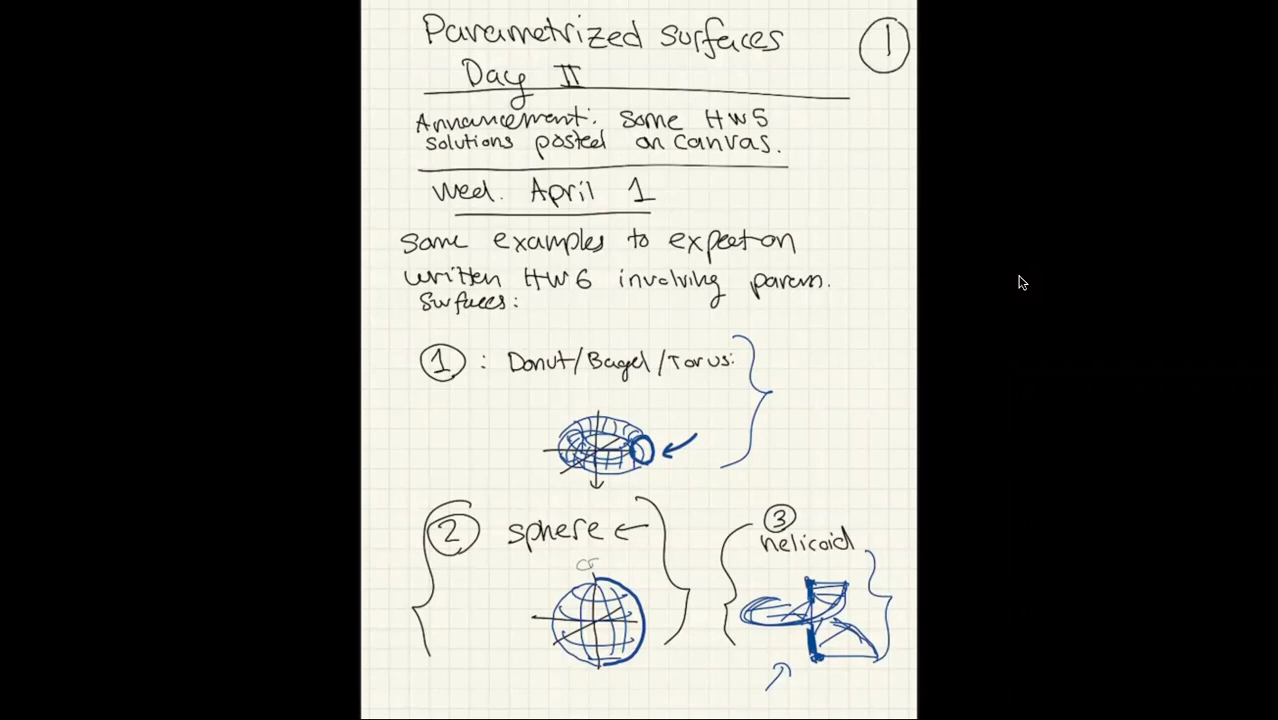 Parametrized surfaces
1
Day II
Announcement: Some HW5
solutions posted on Canvas.
Wed. April 1
Some examples to expect on
written HW6 involving param.
Surfaces:
1 : Donut/Bagel/Torus:
2 sphere ←
3
helicoid